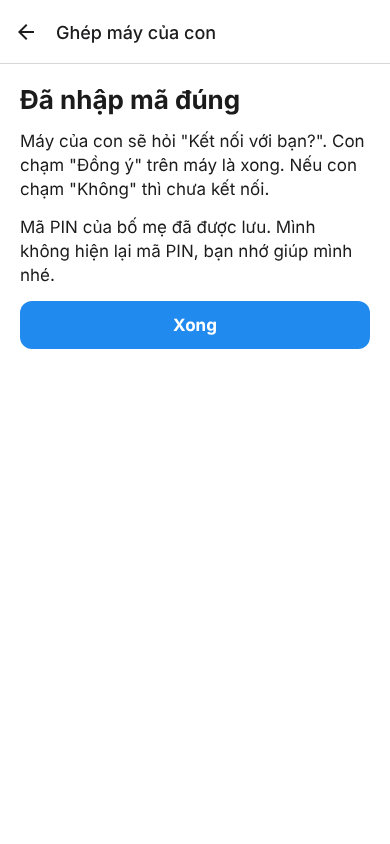 Ghép máy của con
Đã nhập mã đúng
Máy của con sẽ hỏi "Kết nối với bạn?". Con
chạm "Đồng ý" trên máy là xong. Nếu con
chạm "Không" thì chưa kết nối.
Mã PIN của bố mẹ đã được lưu. Mình
không hiện lại mã PIN, bạn nhớ giúp mình
nhé.
Xong